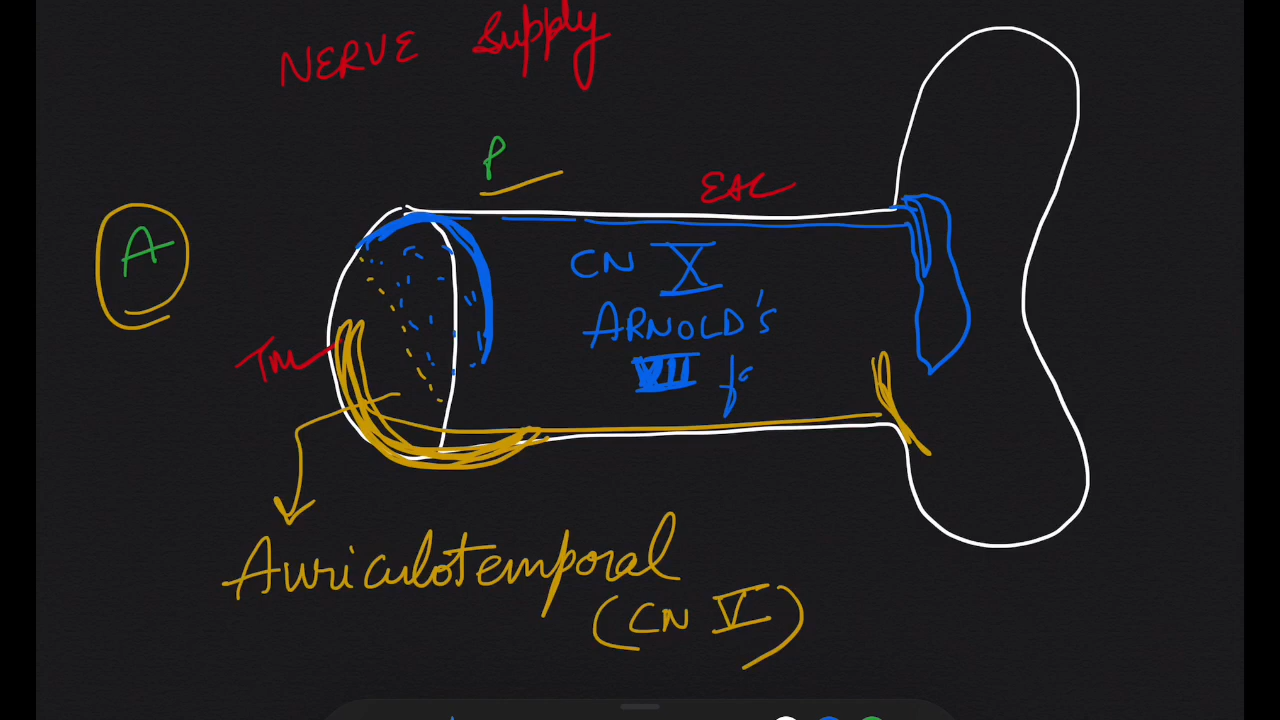 NERVE Supply
P
EAC
A
CN X
ARNOLD's
VII
TM
Auriculotemporal
(CN V)